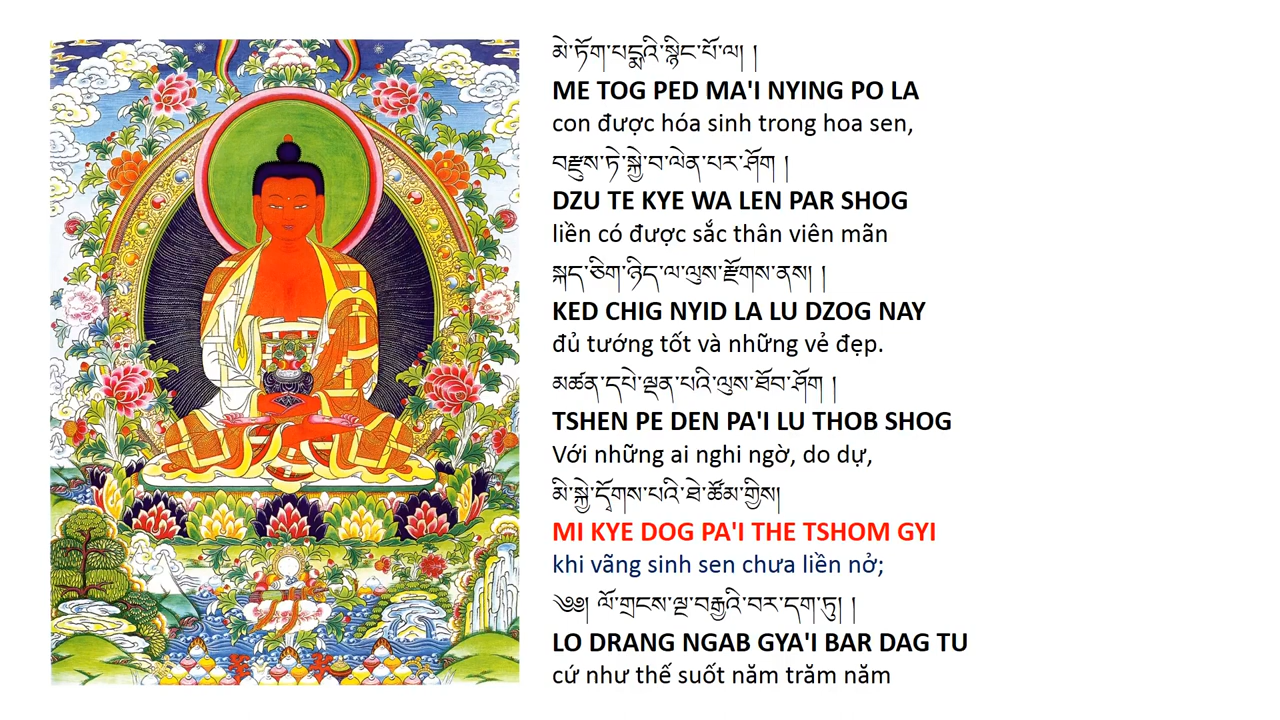 མེ་ཏོག་པདྨའི་སྙིང་པོ་ལ། །
ME TOG PED MA'I NYING PO LA
con được hóa sinh trong hoa sen,
བརྫུས་ཏེ་སྐྱེ་བ་ལེན་པར་ཤོག །
DZU TE KYE WA LEN PAR SHOG
liền có được sắc thân viên mãn
སྐད་ཅིག་ཉིད་ལ་ལུས་རྫོགས་ནས། །
KED CHIG NYID LA LU DZOG NAY
đủ tướng tốt và những vẻ đẹp.
མཚན་དཔེ་ལྡན་པའི་ལུས་ཐོབ་ཤོག །
TSHEN PE DEN PA'I LU THOB SHOG
Với những ai nghi ngờ, do dự,
མི་སྐྱེ་དྭོགས་པའི་ཐེ་ཚོམ་གྱིས།
MI KYE DOG PA'I THE TSHOM GYI
khi vãng sinh sen chưa liền nở;
༄༅། ལོ་གྲངས་ལྔ་བརྒྱའི་བར་དག་ཏུ། །
LO DRANG NGAB GYA'I BAR DAG TU
cứ như thế suốt năm trăm năm